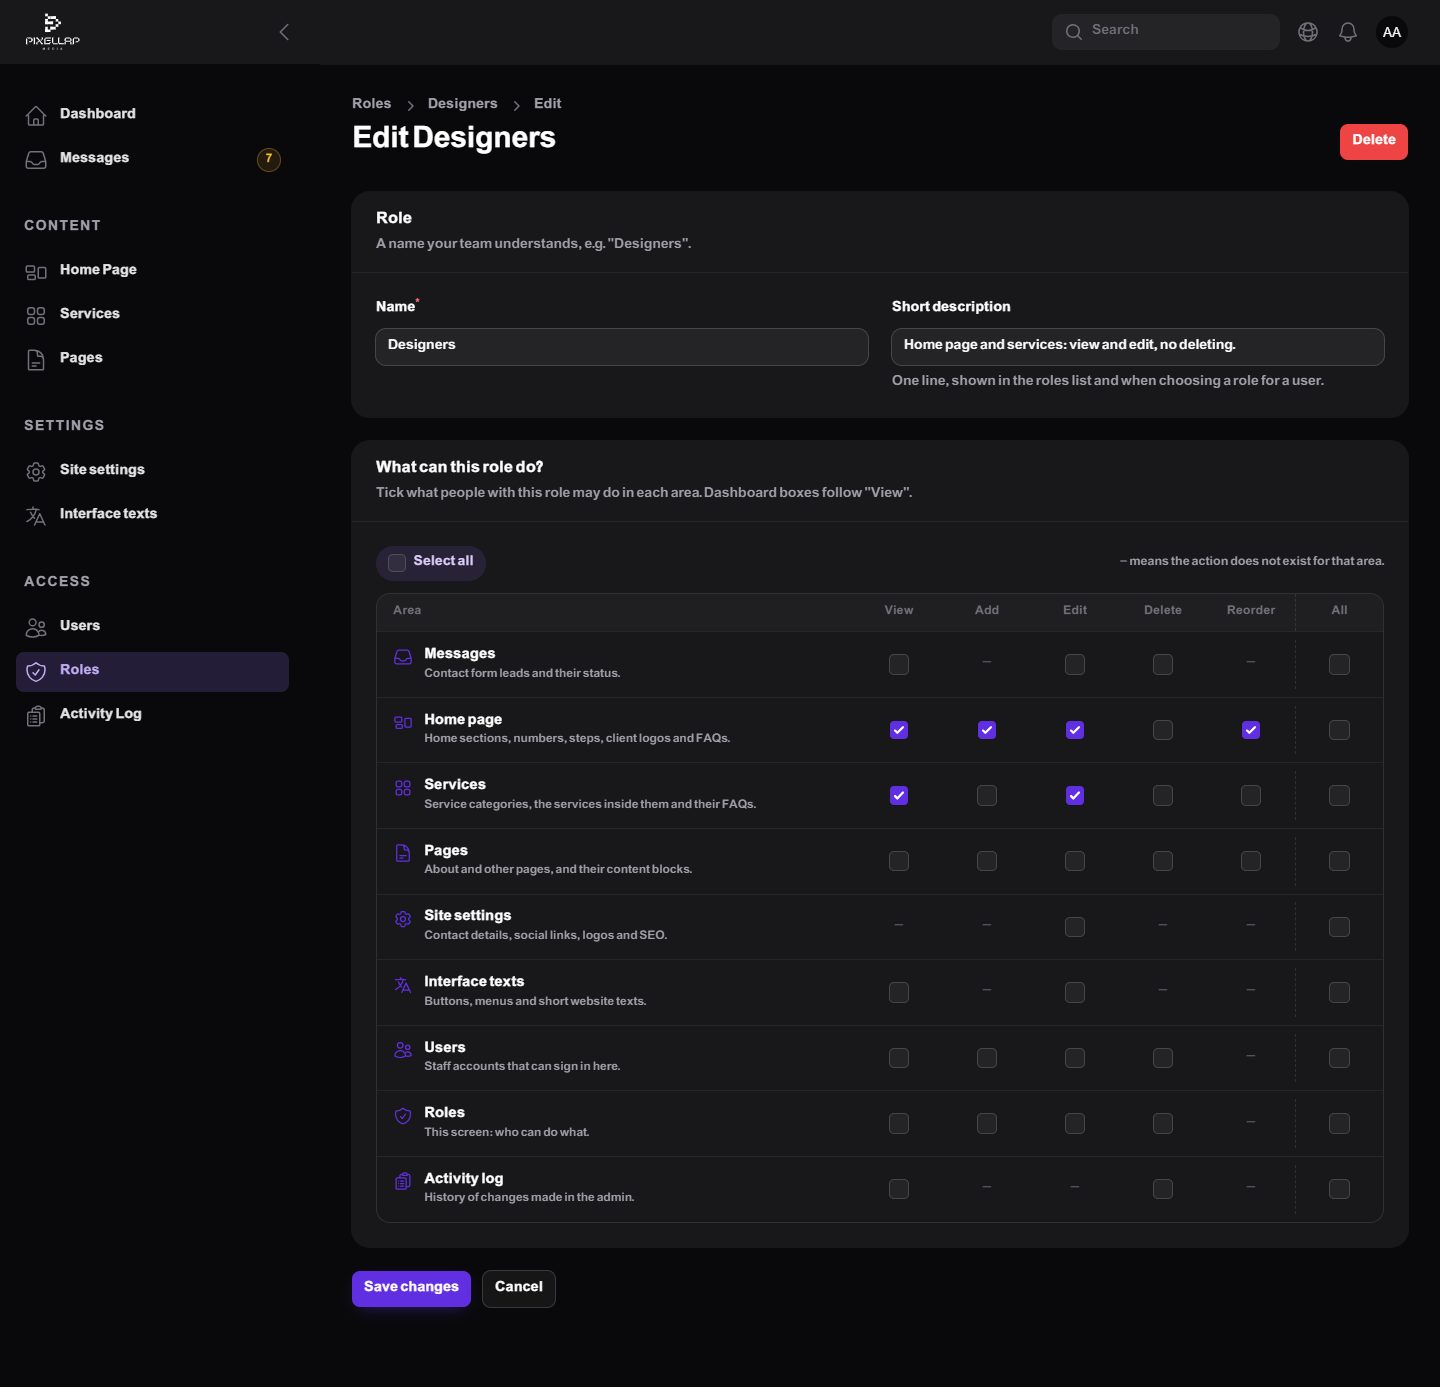 PIXELLAP
MEDIA
Search
AA
Dashboard
Messages
7
CONTENT
Home Page
Services
Pages
SETTINGS
Site settings
Interface texts
ACCESS
Users
Roles
Activity Log
Roles > Designers > Edit
Edit Designers
Delete
Role
A name your team understands, e.g. "Designers".
Name*
Designers
Short description
Home page and services: view and edit, no deleting.
One line, shown in the roles list and when choosing a role for a user.
What can this role do?
Tick what people with this role may do in each area. Dashboard boxes follow "View".
Select all
– means the action does not exist for that area.
Area View Add Edit Delete Reorder All
Messages
Contact form leads and their status.
– –
Home page
Home sections, numbers, steps, client logos and FAQs.
Services
Service categories, the services inside them and their FAQs.
Pages
About and other pages, and their content blocks.
Site settings
Contact details, social links, logos and SEO.
– – – –
Interface texts
Buttons, menus and short website texts.
– – –
Users
Staff accounts that can sign in here.
–
Roles
This screen: who can do what.
–
Activity log
History of changes made in the admin.
– – –
Save changes
Cancel